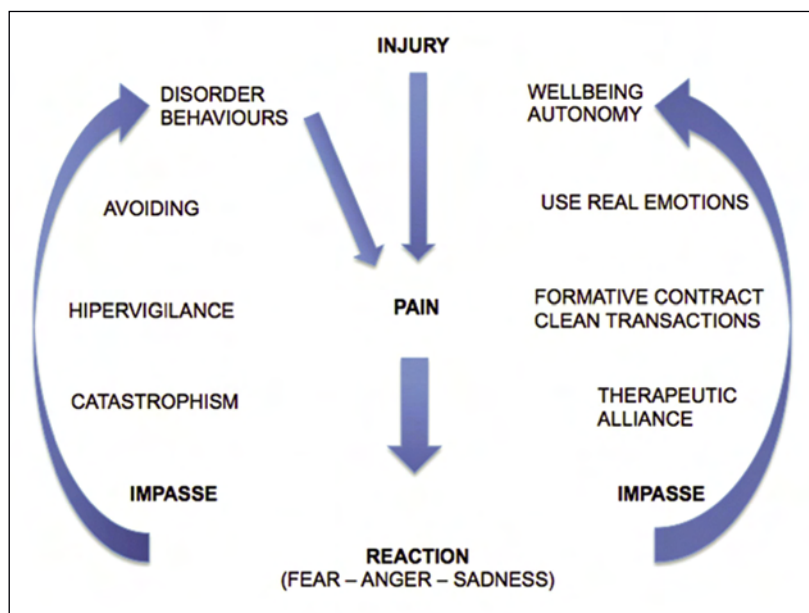 INJURY
DISORDER
BEHAVIOURS
AVOIDING
HIPERVIGILANCE
CATASTROPHISM
IMPASSE
PAIN
REACTION
(FEAR – ANGER – SADNESS)
WELLBEING
AUTONOMY
USE REAL EMOTIONS
FORMATIVE CONTRACT
CLEAN TRANSACTIONS
THERAPEUTIC
ALLIANCE
IMPASSE